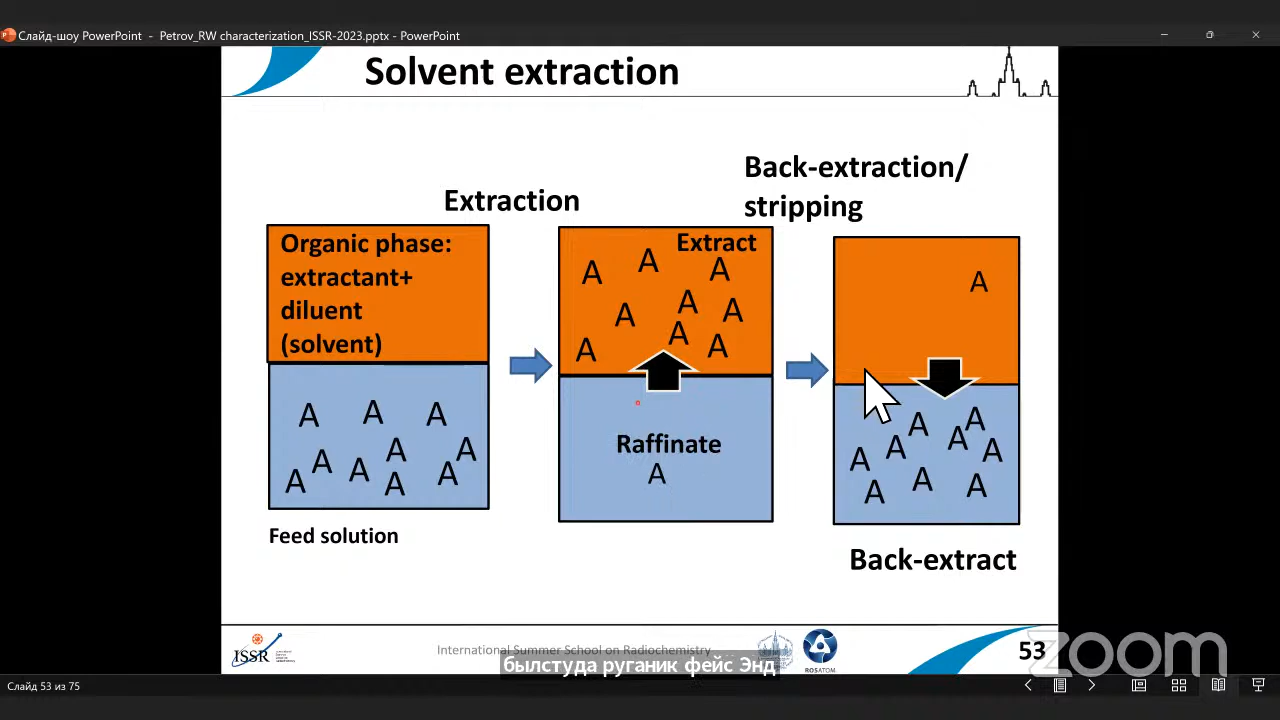 Слайд-шоу PowerPoint - Petrov_RW characterization_ISSR-2023.pptx - PowerPoint
Solvent extraction
Back-extraction/
stripping
Extraction
Organic phase:
extractant+
diluent
(solvent)
A A A
A A
A A A
A A
Feed solution
Extract
A A A
A A A
A A A
Raffinate
A
A
A A
A A A
A A
A A
Back-extract
ISSR
International Summer School on Radiochemistry
ROSATOM
53
zoom
былстуда руганик фейс Энд
Слайд 53 из 75